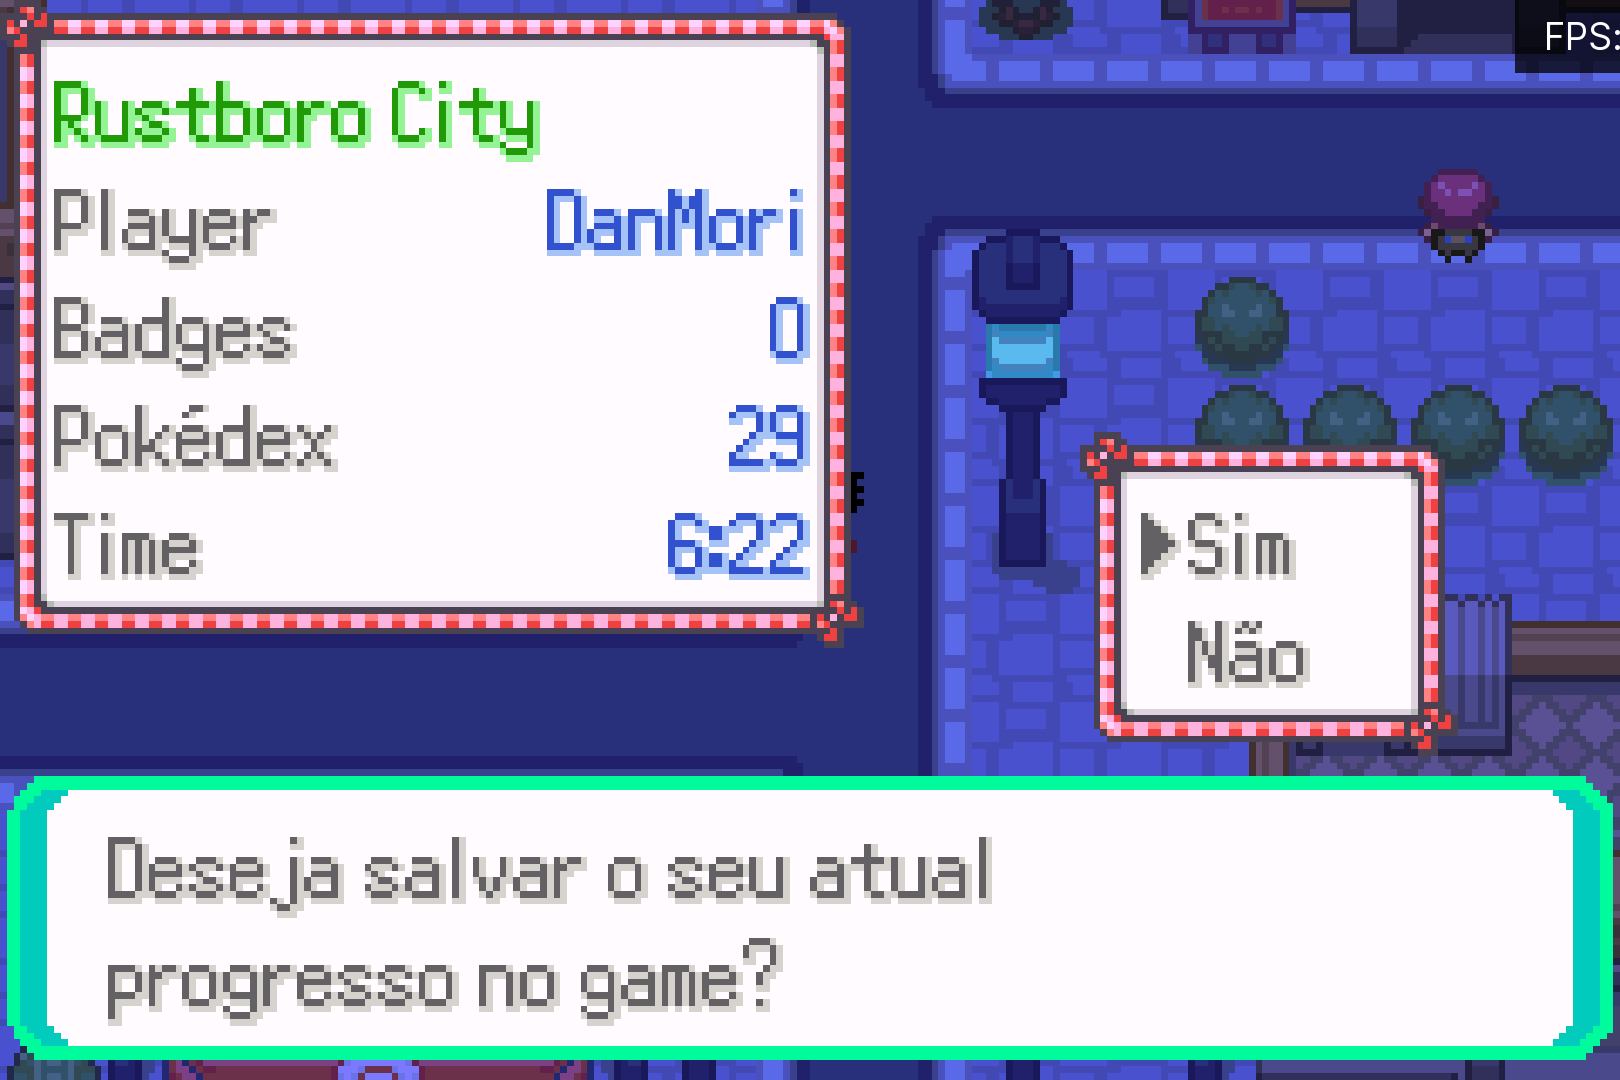 FPS:
Rustboro City
Player DanMori
Badges 0
Pokédex 29
Time 6:22
Sim
Não
Deseja salvar o seu atual
progresso no game?